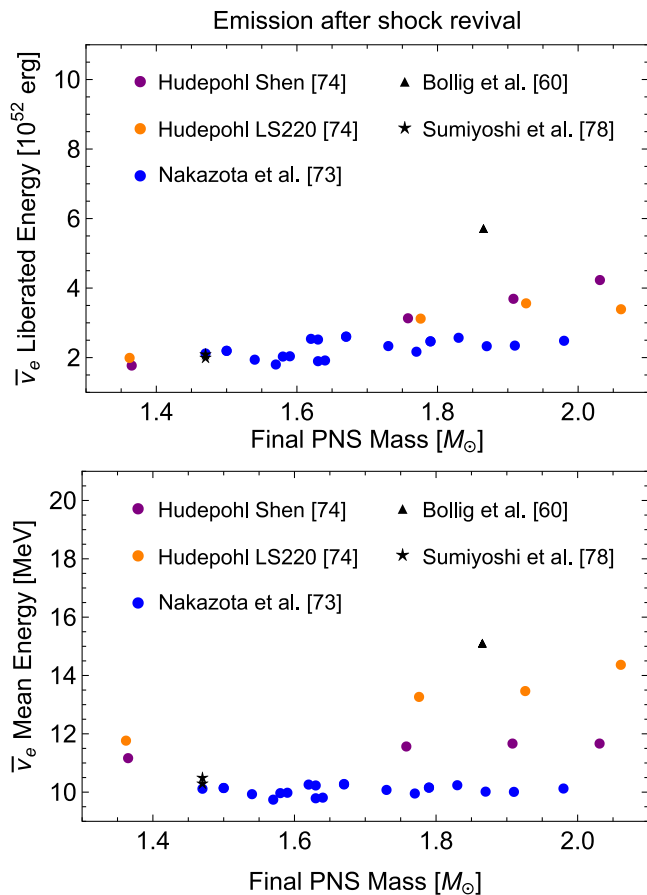 Emission after shock revival
ν̄ₑ Liberated Energy [10⁵² erg]
10
8
6
4
2
Hudepohl Shen [74]
Bollig et al. [60]
Hudepohl LS220 [74]
Sumiyoshi et al. [78]
Nakazota et al. [73]
1.4 1.6 1.8 2.0
Final PNS Mass [M⊙]
ν̄ₑ Mean Energy [MeV]
20
18
16
14
12
10
Hudepohl Shen [74]
Bollig et al. [60]
Hudepohl LS220 [74]
Sumiyoshi et al. [78]
Nakazota et al. [73]
1.4 1.6 1.8 2.0
Final PNS Mass [M⊙]